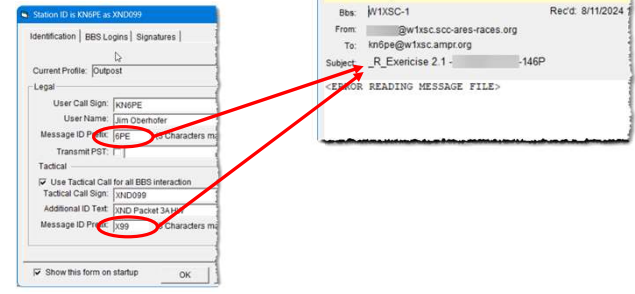 Station ID is KN6PE as XND099
Identification BBS Logins Signatures
Current Profile: Outpost
Legal
User Call Sign: KN6PE
User Name: Jim Oberhofer
Message ID Prefix: 6PE Characters
Transmit PST:
Tactical
Use Tactical Call for all BBS interaction
Tactical Call Sign: XND099
Additional ID Text: XND Packet
Message ID Prefix: X99 Characters
Show this form on startup OK
Bbs: W1XSC-1 Rec'd: 8/11/2024
From: @w1xsc.scc-ares-races.org
To: kn6pe@w1xsc.ampr.org
Subject: _R_Exericise 2.1 - -146P
<ERROR READING MESSAGE FILE>